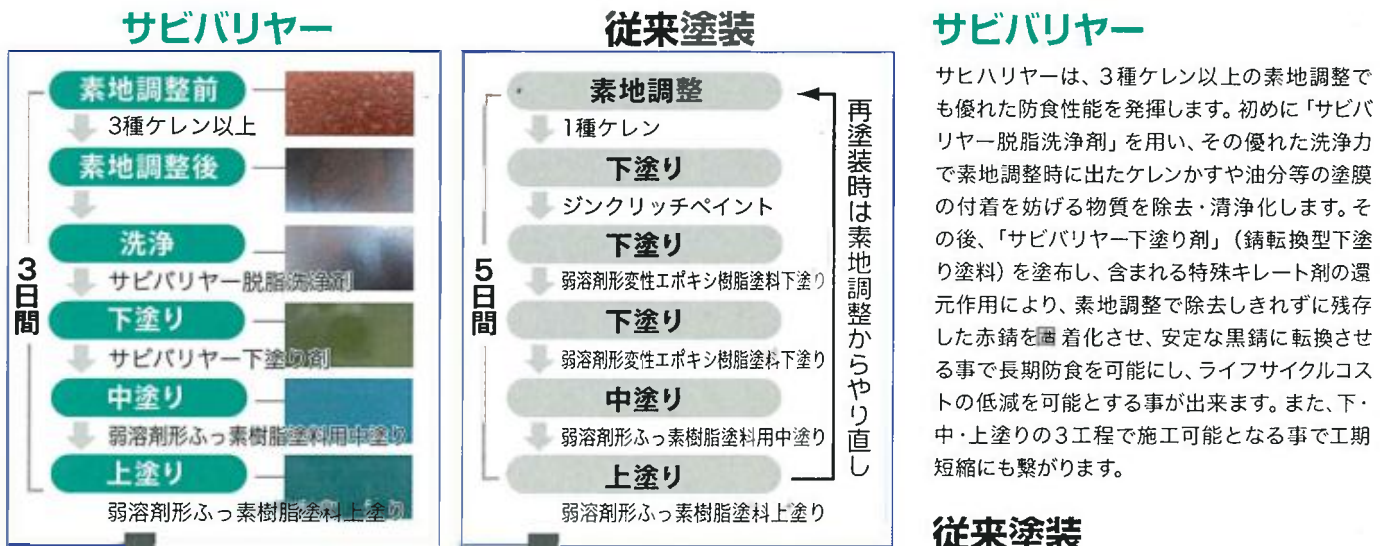 サビバリヤー
素地調整前
3種ケレン以上
素地調整後
洗浄
サビバリヤー脱脂洗浄剤
下塗り
サビバリヤー下塗り剤
中塗り
弱溶剤形ふっ素樹脂塗料用中塗り
上塗り
弱溶剤形ふっ素樹脂塗料上塗り
3日間
従来塗装
素地調整
1種ケレン
下塗り
ジンクリッチペイント
下塗り
弱溶剤形変性エポキシ樹脂塗料下塗り
下塗り
弱溶剤形変性エポキシ樹脂塗料下塗り
中塗り
弱溶剤形ふっ素樹脂塗料用中塗り
上塗り
弱溶剤形ふっ素樹脂塗料上塗り
5日間
再塗装時は素地調整からやり直し
サビバリヤー
サヒハリヤーは、3種ケレン以上の素地調整で
も優れた防食性能を発揮します。初めに「サビバ
リヤー脱脂洗浄剤」を用い、その優れた洗浄力
で素地調整時に出たケレンかすや油分等の塗膜
の付着を妨げる物質を除去・清浄化します。そ
の後、「サビバリヤー下塗り剤」(錆転換型下塗
り塗料)を塗布し、含まれる特殊キレート剤の還
元作用により、素地調整で除去しきれずに残存
した赤錆を着化させ、安定な黒錆に転換させ
る事で長期防食を可能にし、ライフサイクルコス
トの低減を可能とする事が出来ます。また、下・
中・上塗りの3工程で施工可能となる事で工期
短縮にも繋がります。
従来塗装